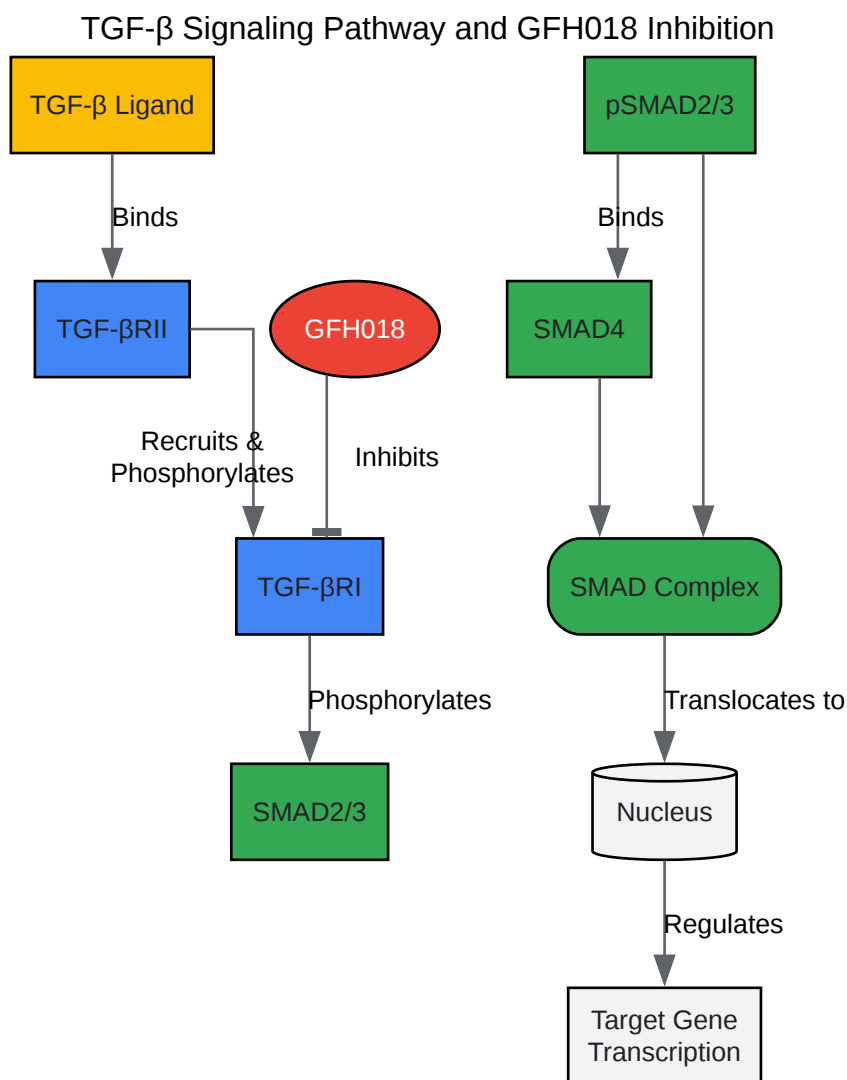 TGF-β Signaling Pathway and GFH018 Inhibition
TGF-β Ligand
pSMAD2/3
Binds
Binds
TGF-βRII
GFH018
SMAD4
Recruits &
Phosphorylates
Inhibits
TGF-βRI
SMAD Complex
Phosphorylates
Translocates to
SMAD2/3
Nucleus
Regulates
Target Gene
Transcription